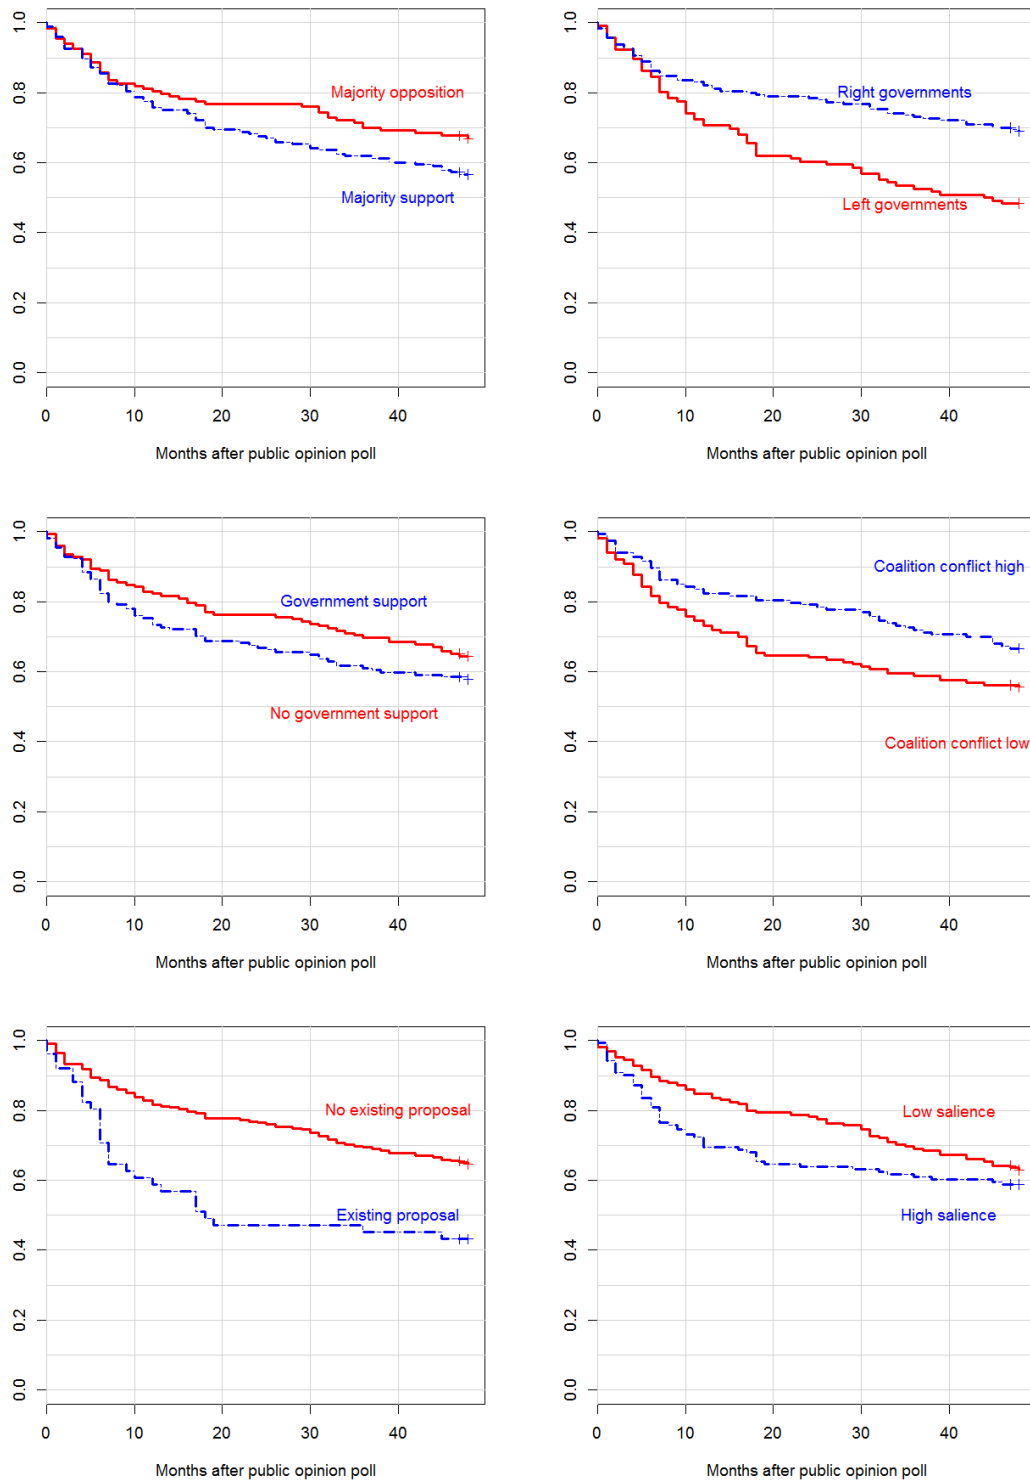 1.0
0.8
0.6
0.4
0.2
0.0
Majority opposition
Majority support
0 10 20 30 40
Months after public opinion poll
1.0
0.8
0.6
0.4
0.2
0.0
Right governments
Left governments
0 10 20 30 40
Months after public opinion poll
1.0
0.8
0.6
0.4
0.2
0.0
Government support
No government support
0 10 20 30 40
Months after public opinion poll
1.0
0.8
0.6
0.4
0.2
0.0
Coalition conflict high
Coalition conflict low
0 10 20 30 40
Months after public opinion poll
1.0
0.8
0.6
0.4
0.2
0.0
No existing proposal
Existing proposal
0 10 20 30 40
Months after public opinion poll
1.0
0.8
0.6
0.4
0.2
0.0
Low salience
High salience
0 10 20 30 40
Months after public opinion poll